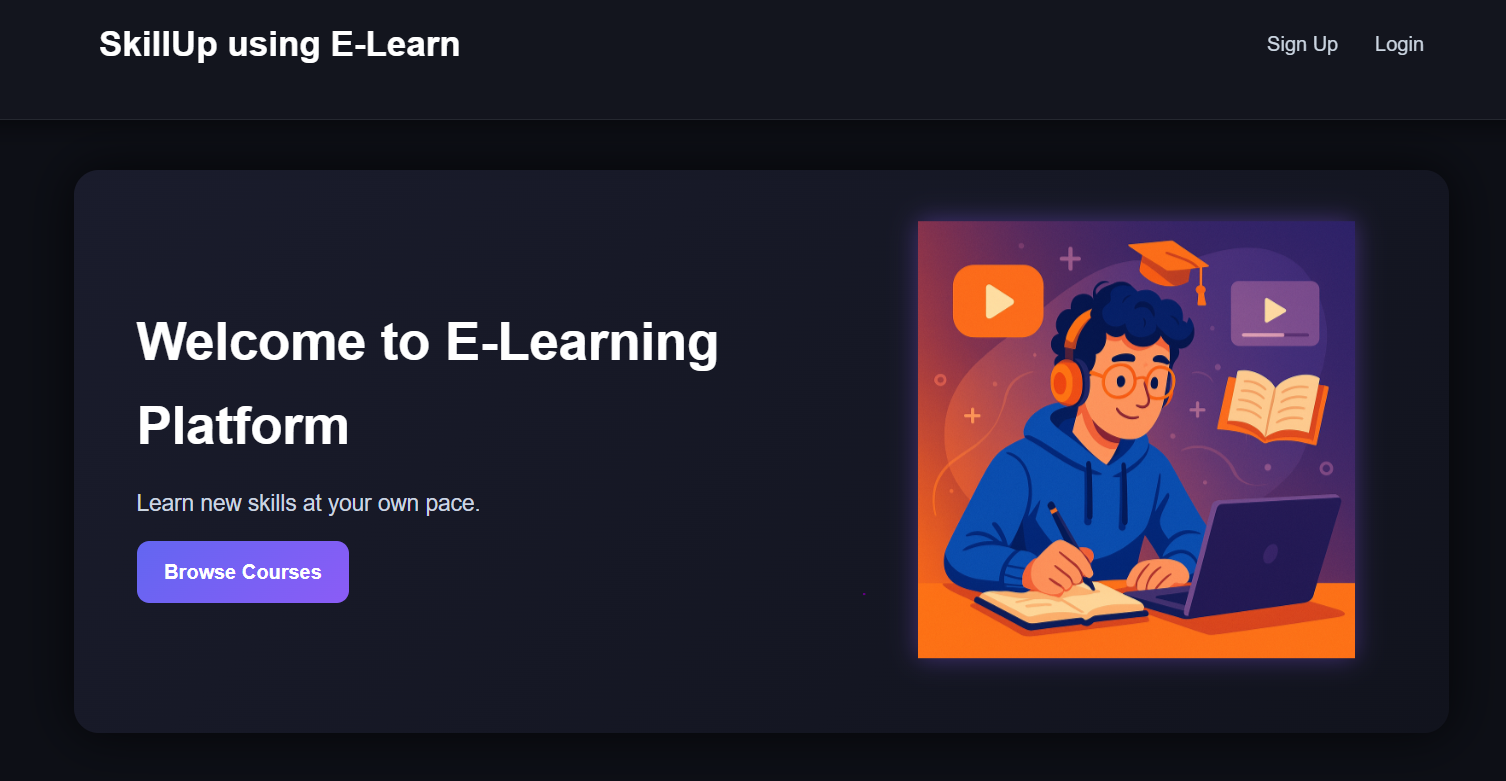 SkillUp using E-Learn
Sign Up
Login
Welcome to E-Learning
Platform
Learn new skills at your own pace.
Browse Courses